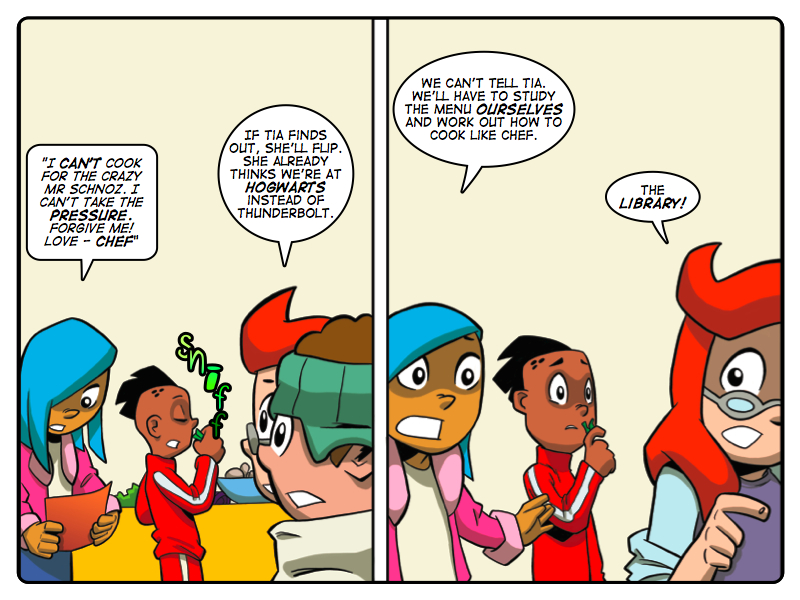 "I CAN'T COOK
FOR THE CRAZY
MR SCHNOZ. I
CAN'T TAKE THE
PRESSURE.
FORGIVE ME!
LOVE - CHEF"
IF TIA FINDS
OUT, SHE'LL FLIP.
SHE ALREADY
THINKS WE'RE AT
HOGWARTS
INSTEAD OF
THUNDERBOLT.
sniff
WE CAN'T TELL TIA.
WE'LL HAVE TO STUDY
THE MENU OURSELVES
AND WORK OUT HOW TO
COOK LIKE CHEF.
THE
LIBRARY!